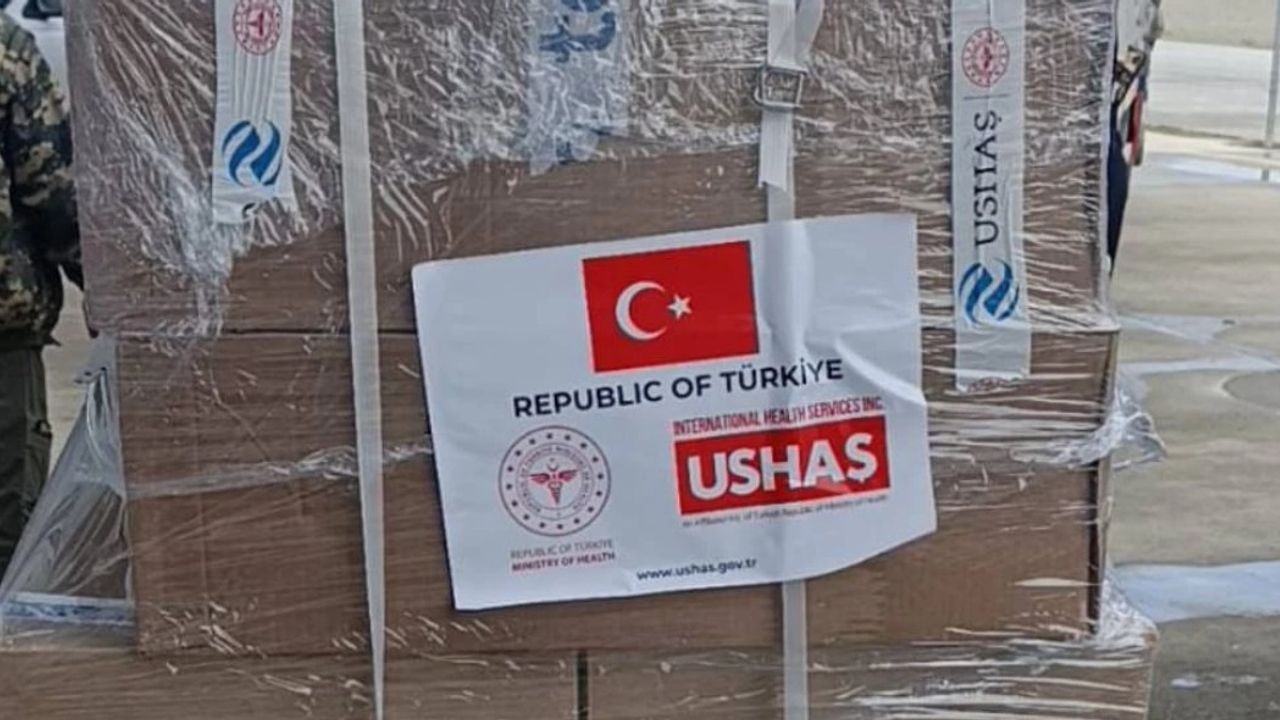 USHAŞ
REPUBLIC OF TÜRKİYE
INTERNATIONAL HEALTH SERVICES INC.
USHAŞ
REPUBLIC OF TÜRKİYE
MINISTRY OF HEALTH
www.ushas.gov.tr